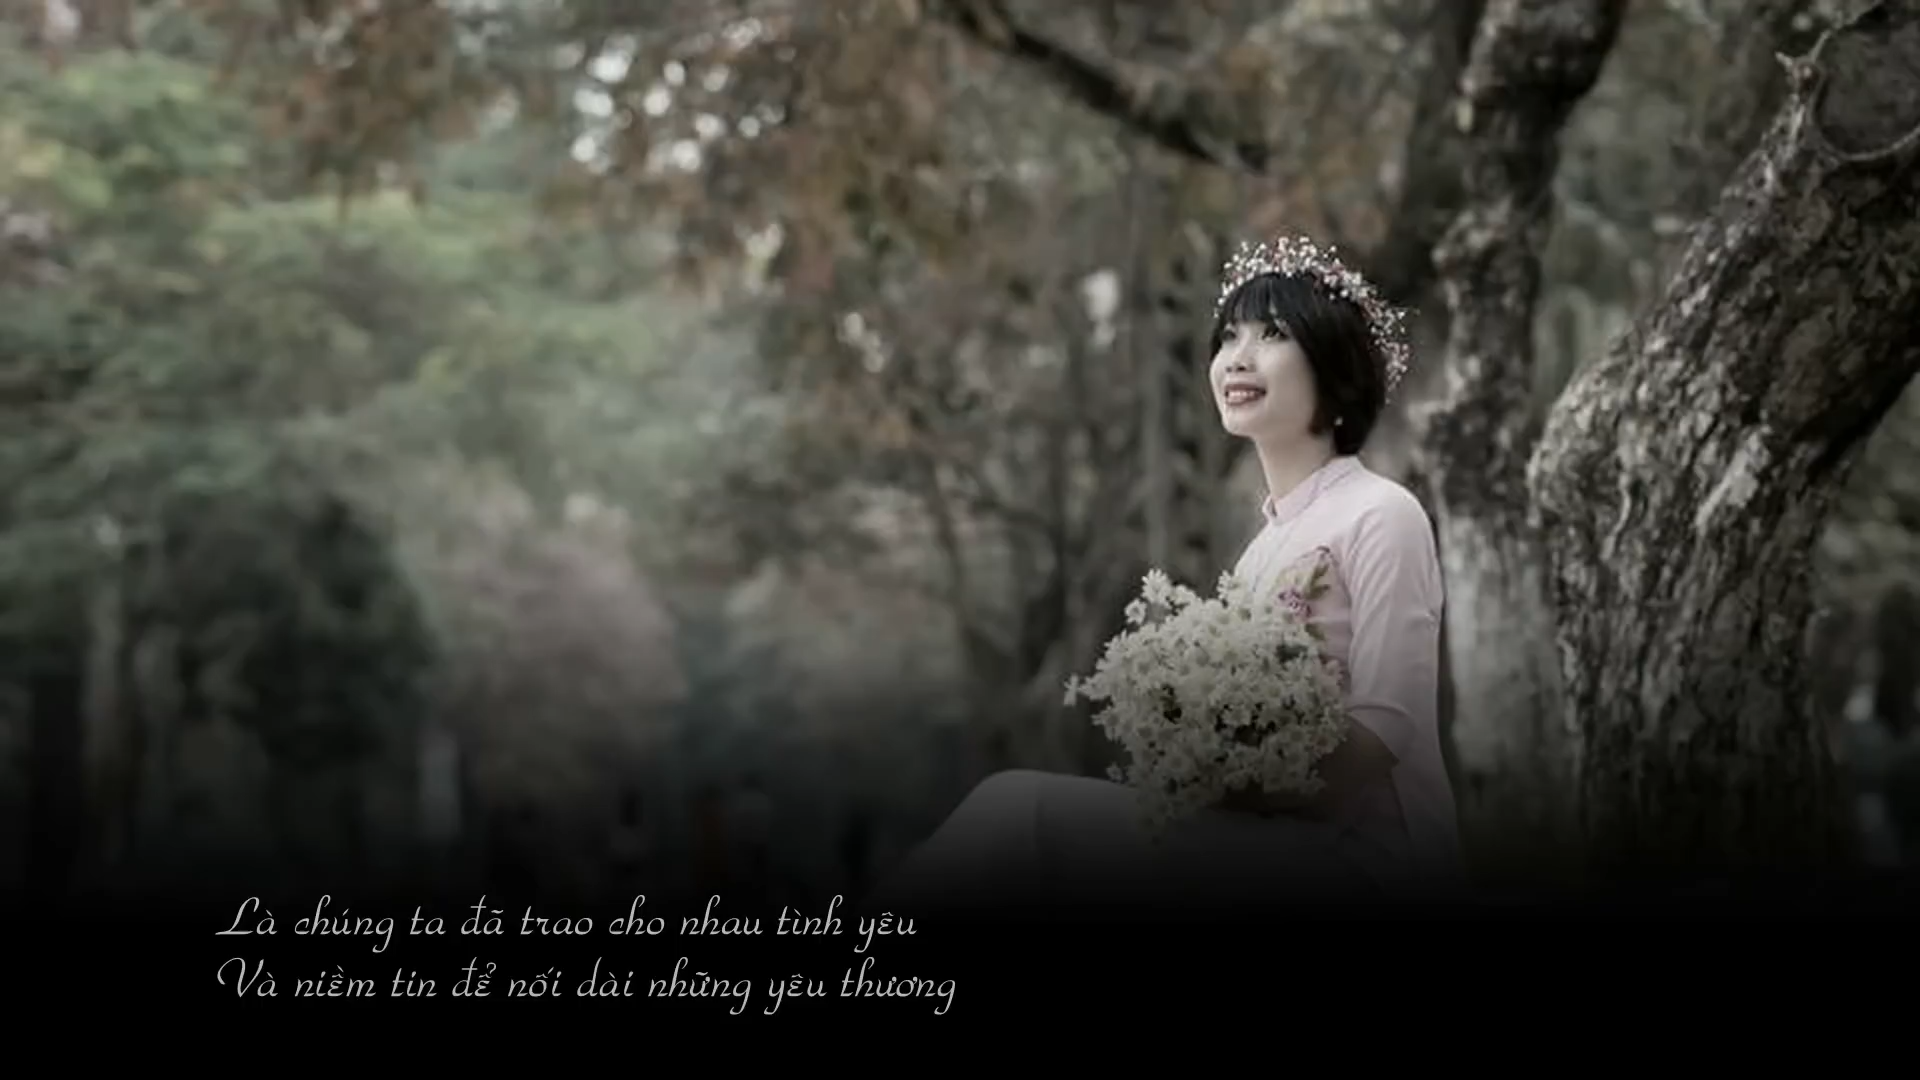 Là chúng ta đã trao cho nhau tình yêu
Và niềm tin để nối dài những yêu thương